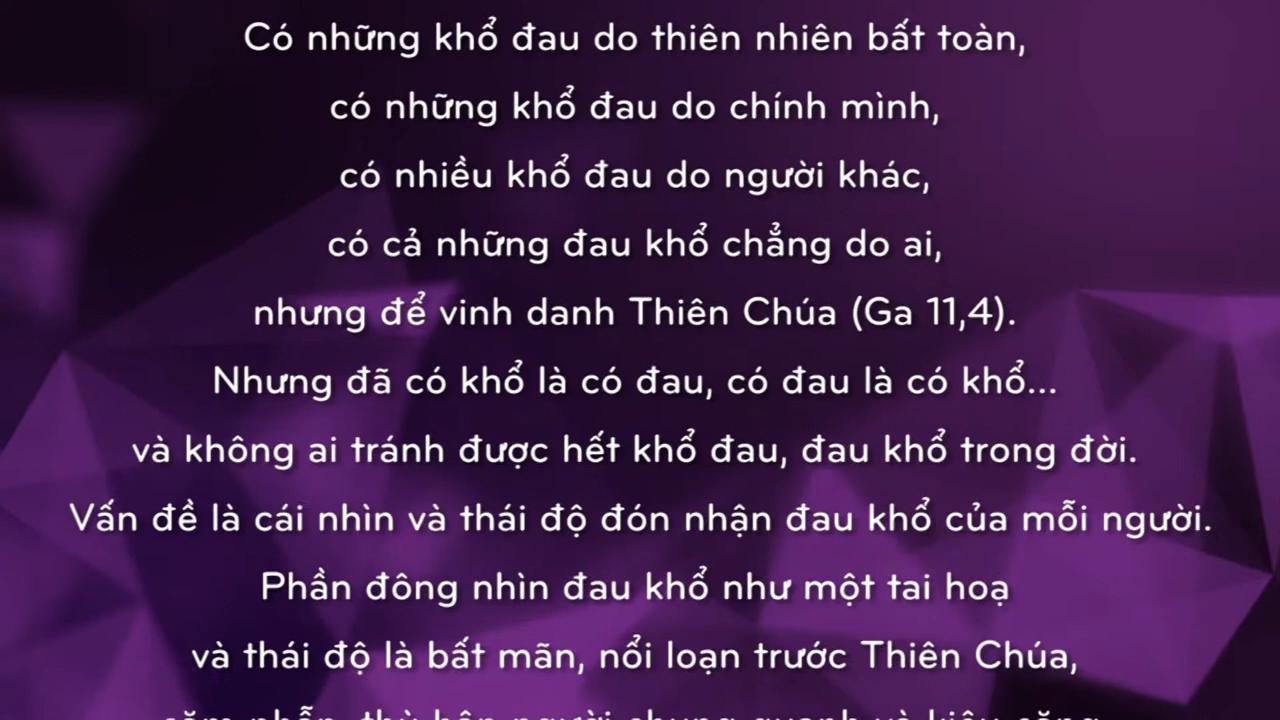 Có những khổ đau do thiên nhiên bất toàn,
có những khổ đau do chính mình,
có nhiều khổ đau do người khác,
có cả những đau khổ chẳng do ai,
nhưng để vinh danh Thiên Chúa (Ga 11,4).
Nhưng đã có khổ là có đau, có đau là có khổ...
và không ai tránh được hết khổ đau, đau khổ trong đời.
Vấn đề là cái nhìn và thái độ đón nhận đau khổ của mỗi người.
Phần đông nhìn đau khổ như một tai hoạ
và thái độ là bất mãn, nổi loạn trước Thiên Chúa,